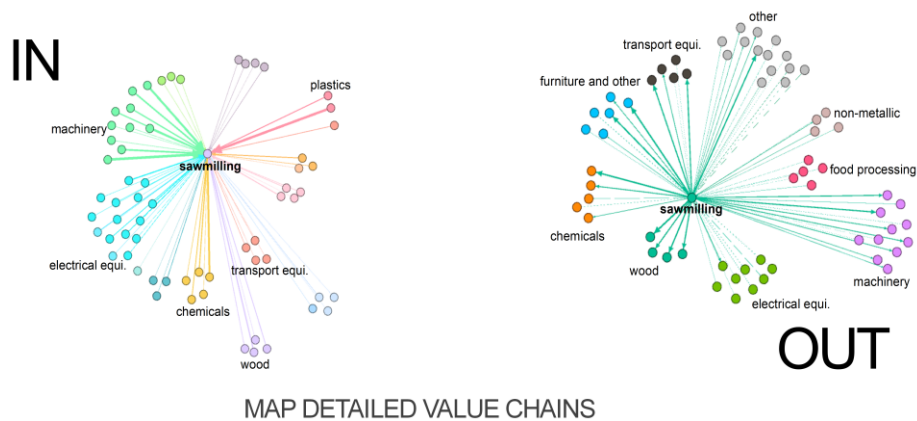 IN
plastics
machinery
sawmilling
electrical equi.
transport equi.
chemicals
wood
other
transport equi.
furniture and other
non-metallic
food processing
sawmilling
chemicals
wood
machinery
electrical equi.
OUT
MAP DETAILED VALUE CHAINS